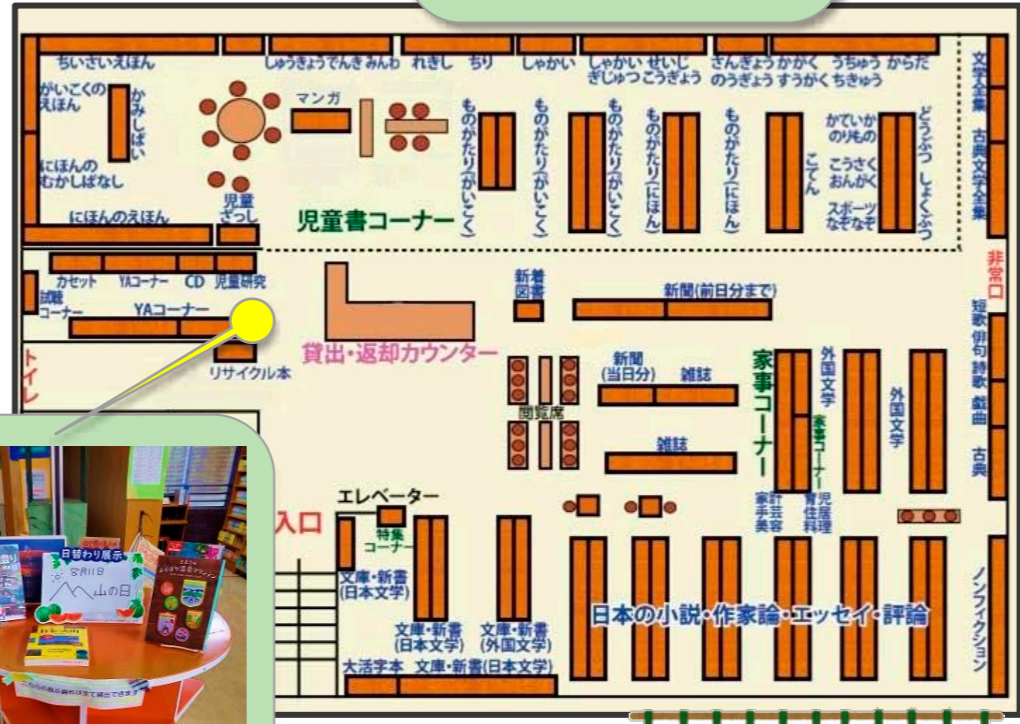 ちいさいえほん
しゅうきょう でんき みんわ
れきし
ちり
しゃかい
しゃかい せいじ
ぎじゅつ こうぎょう
さんぎょう かがく うちゅう からだ
のうぎょう すうがく ちきゅう
文学全集
古典文学全集
がいこくの
えほん
かみしばい
にほんの
むかしばなし
にほんのえほん
マンガ
児童
ざっし
児童書コーナー
ものがたり(がいこく)
ものがたり(がいこく)
ものがたり(がいこく)
ものがたり(にほん)
ものがたり(にほん)
こてん
かていか
のりもの
こうさく
おんがく
スポーツ
なぞなぞ
どうぶつ しょくぶつ
カセット
YAコーナー
CD
児童研究
試聴
コーナー
YAコーナー
リサイクル本
トイレ
貸出・返却カウンター
新着
図書
新聞(前日分まで)
非常口
短歌 俳句 詩歌 戯曲 古典
新聞
(当日分)
雑誌
閲覧席
雑誌
家事コーナー
外国文学
家事コーナー
外国文学
家計 育児
手芸 住居
美容 料理
エレベーター
入口
特集
コーナー
文庫・新書
(日本文学)
文庫・新書
(日本文学)
文庫・新書
(外国文学)
大活字本
文庫・新書(日本文学)
日本の小説・作家論・エッセイ・評論
ノンフィクション
日替わり展示
8月11日
山の日